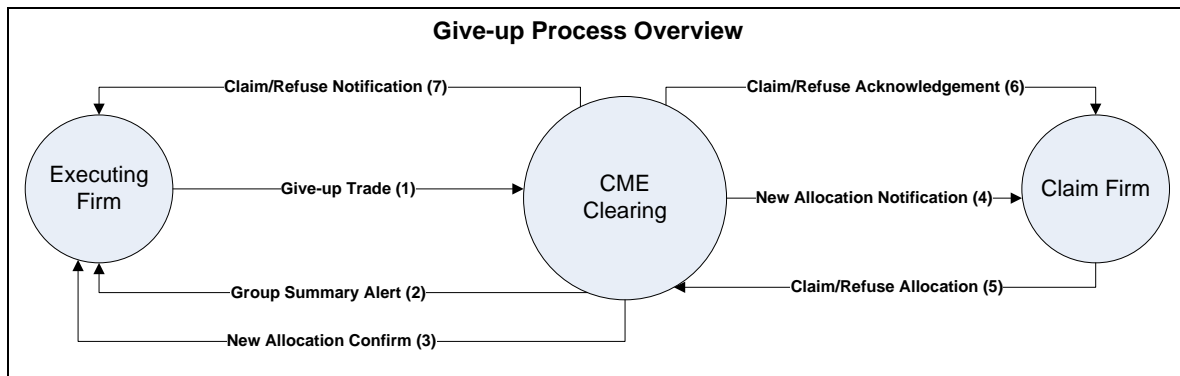 Give-up Process Overview
Claim/Refuse Notification (7)
Claim/Refuse Acknowledgement (6)
Executing
Firm
Give-up Trade (1)
CME
Clearing
New Allocation Notification (4)
Claim Firm
Group Summary Alert (2)
Claim/Refuse Allocation (5)
New Allocation Confirm (3)